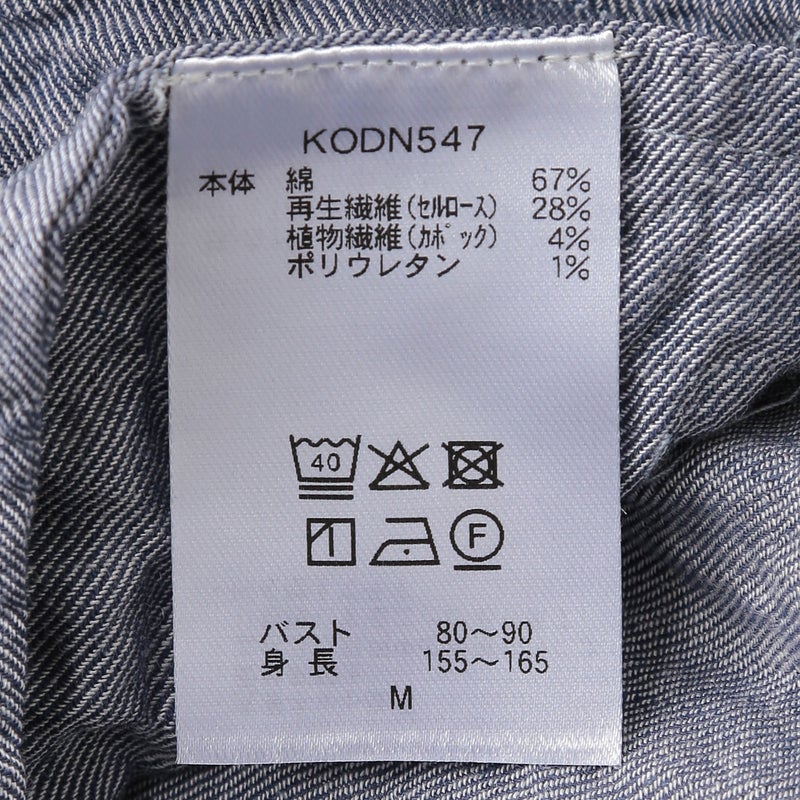 KODN547
本体 綿 67%
再生繊維(ｾﾙﾛｰｽ) 28%
植物繊維(ｶﾎﾟｯｸ) 4%
ポリウレタン 1%
40
F
バスト 80～90
身長 155～165
M